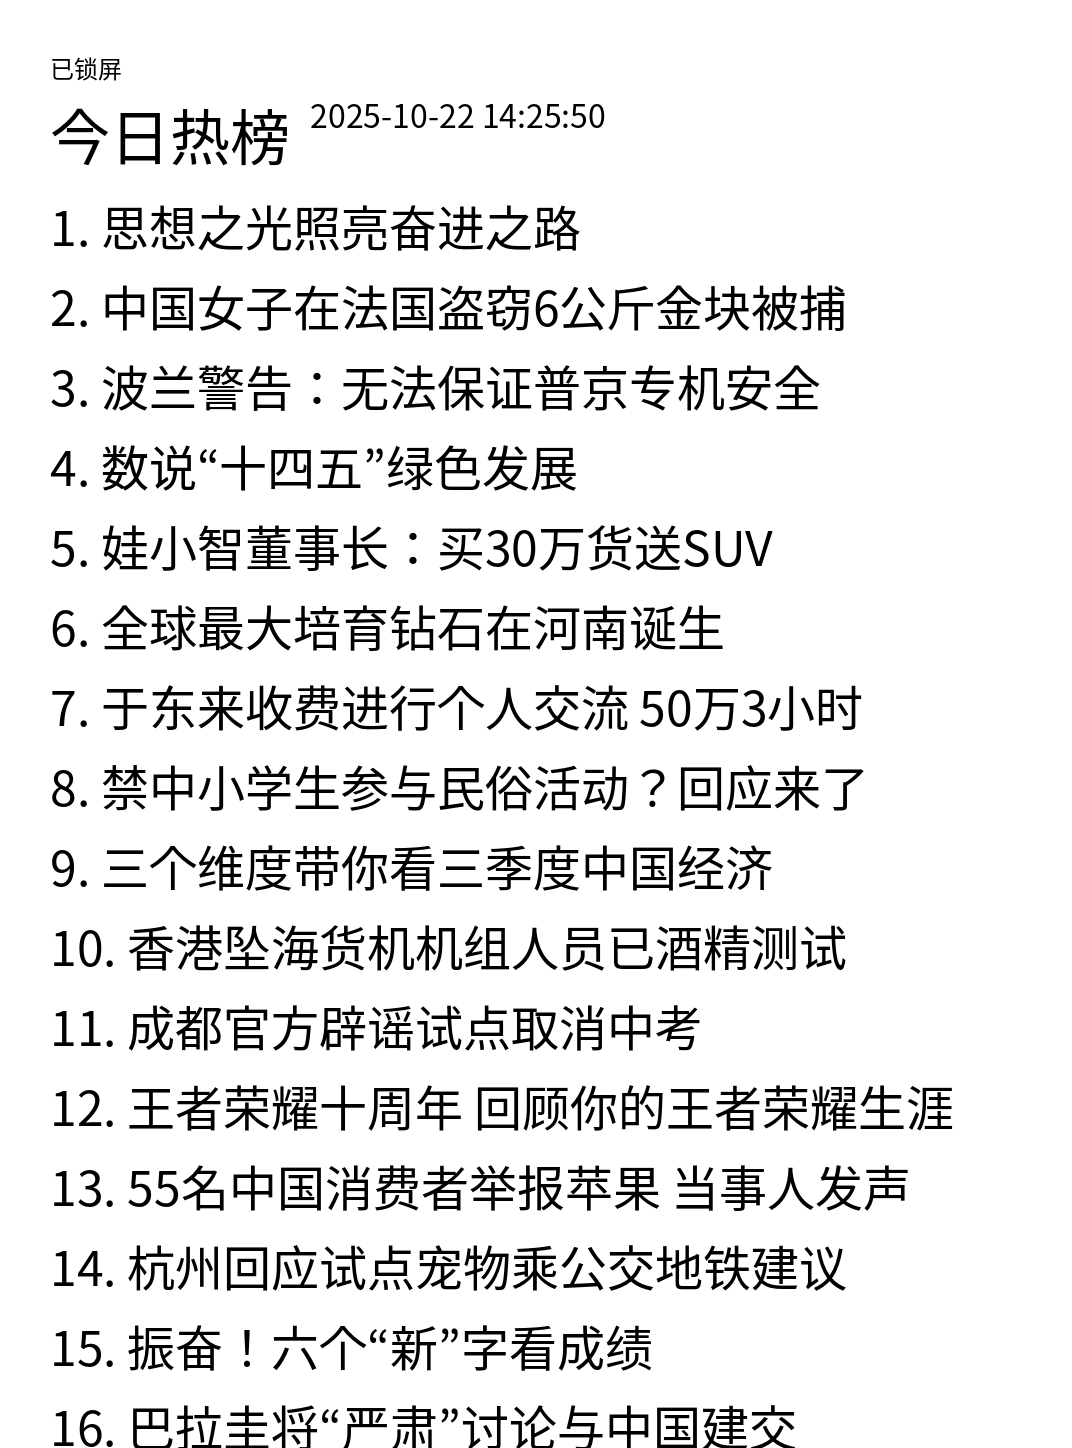 已锁屏
今日热榜 2025-10-22 14:25:50
1. 思想之光照亮奋进之路
2. 中国女子在法国盗窃6公斤金块被捕
3. 波兰警告：无法保证普京专机安全
4. 数说“十四五”绿色发展
5. 娃小智董事长：买30万货送SUV
6. 全球最大培育钻石在河南诞生
7. 于东来收费进行个人交流 50万3小时
8. 禁中小学生参与民俗活动？回应来了
9. 三个维度带你看三季度中国经济
10. 香港坠海货机机组人员已酒精测试
11. 成都官方辟谣试点取消中考
12. 王者荣耀十周年 回顾你的王者荣耀生涯
13. 55名中国消费者举报苹果 当事人发声
14. 杭州回应试点宠物乘公交地铁建议
15. 振奋！六个“新”字看成绩
16. 巴拉圭将“严肃”讨论与中国建交